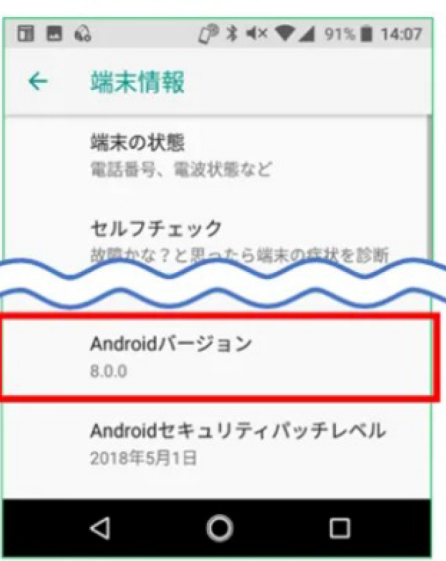 91% 14:07
端末情報
端末の状態
電話番号、電波状態など
セルフチェック
故障かな？と思ったら端末の症状を診断
Androidバージョン
8.0.0
Androidセキュリティパッチレベル
2018年5月1日